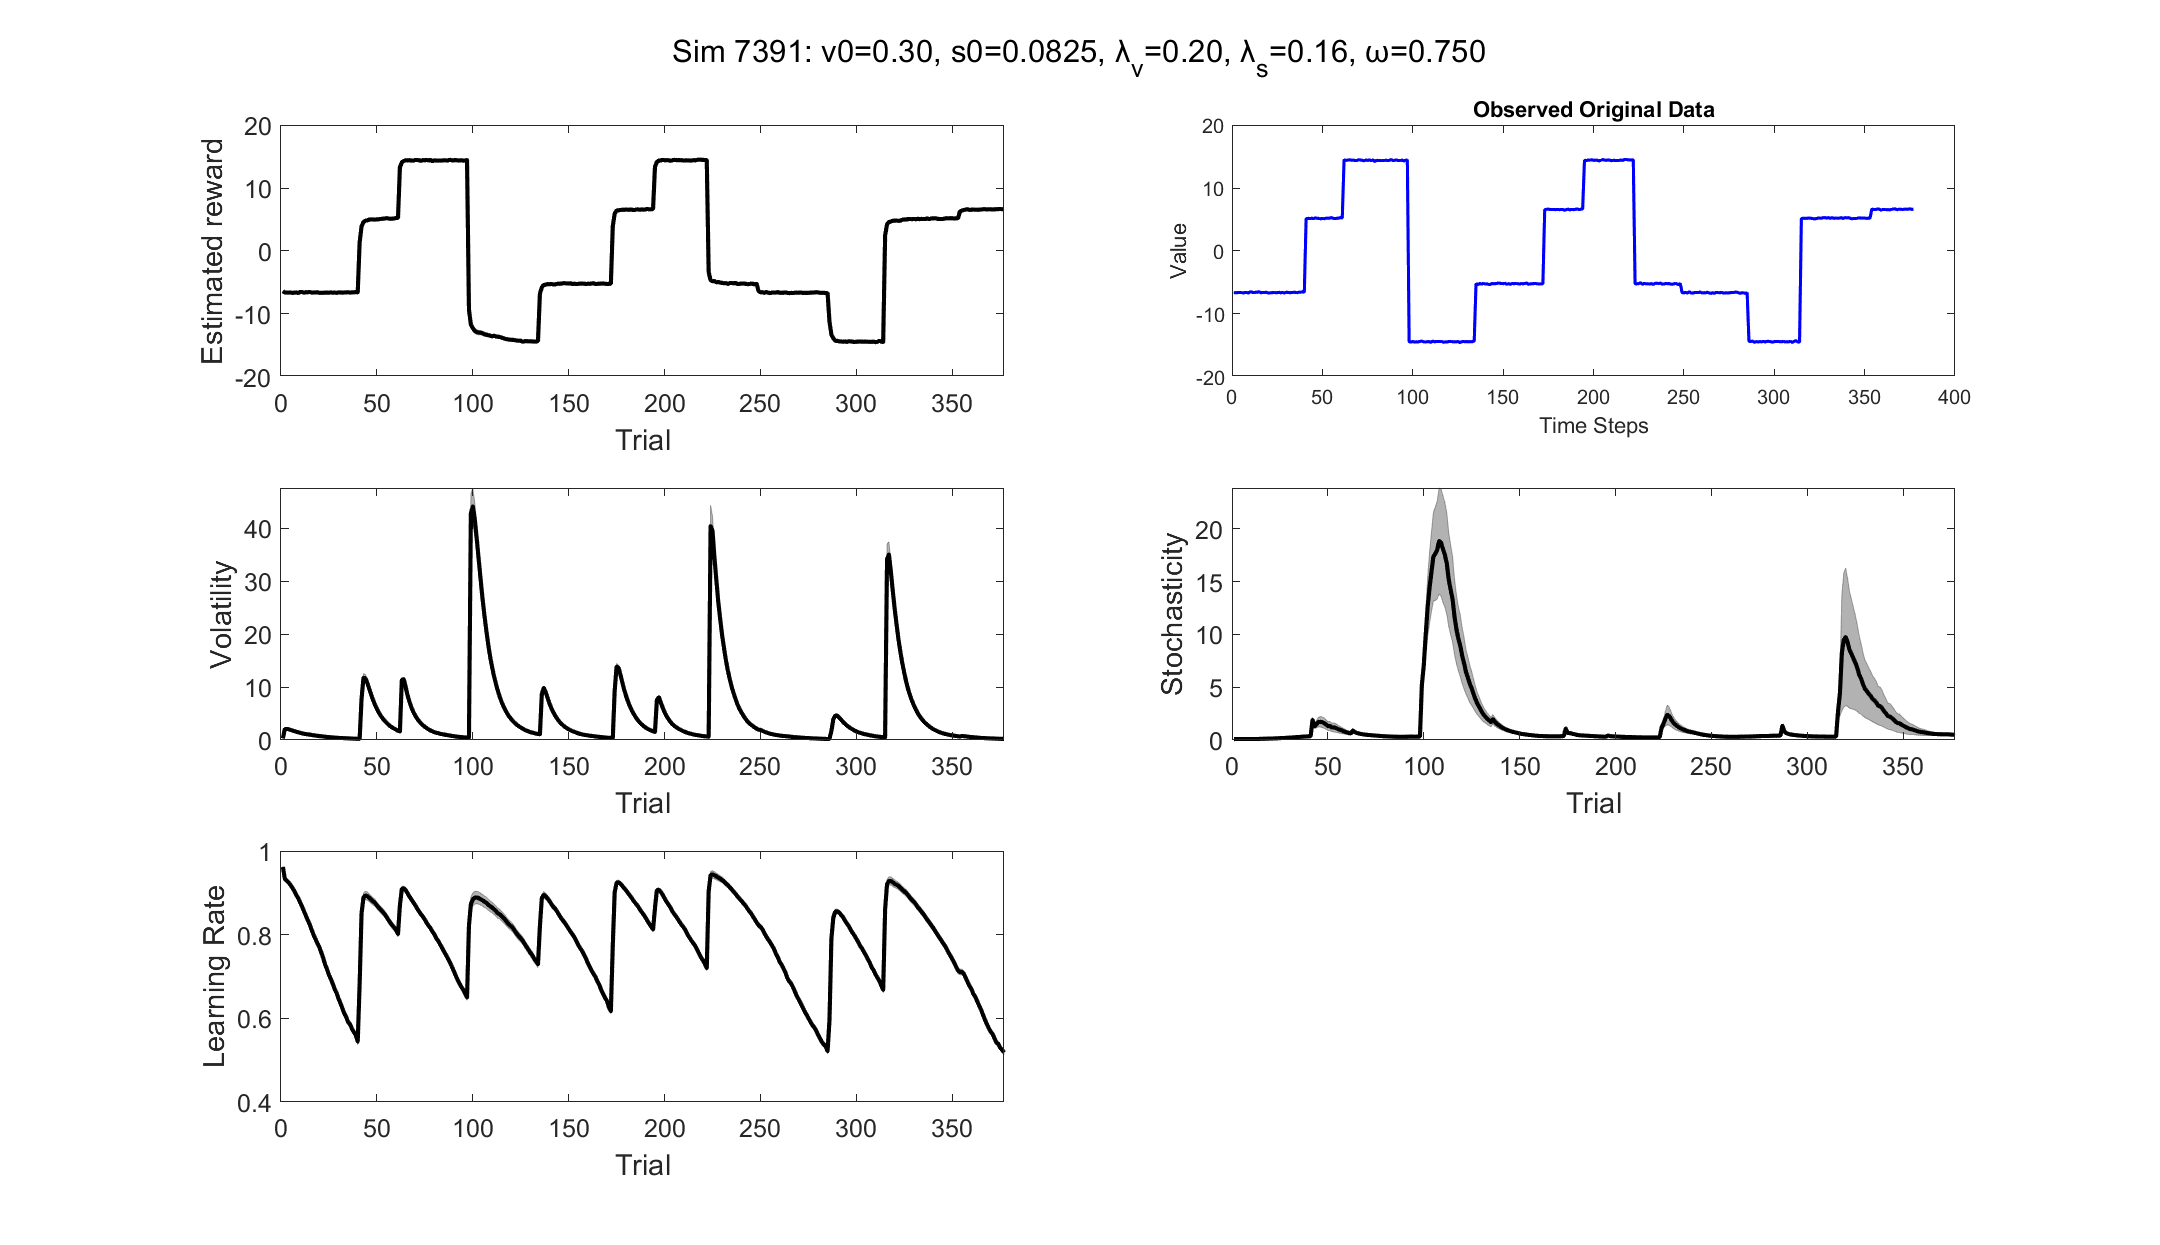 Sim 7391: v0=0.30, s0=0.0825, λv=0.20, λs=0.16, ω=0.750
20
10
0
-10
-20
Estimated reward
0 50 100 150 200 250 300 350
Trial
Observed Original Data
20
10
0
-10
-20
Value
0 50 100 150 200 250 300 350 400
Time Steps
40
30
20
10
0
Volatility
0 50 100 150 200 250 300 350
Trial
20
15
10
5
0
Stochasticity
0 50 100 150 200 250 300 350
Trial
1
0.8
0.6
0.4
Learning Rate
0 50 100 150 200 250 300 350
Trial